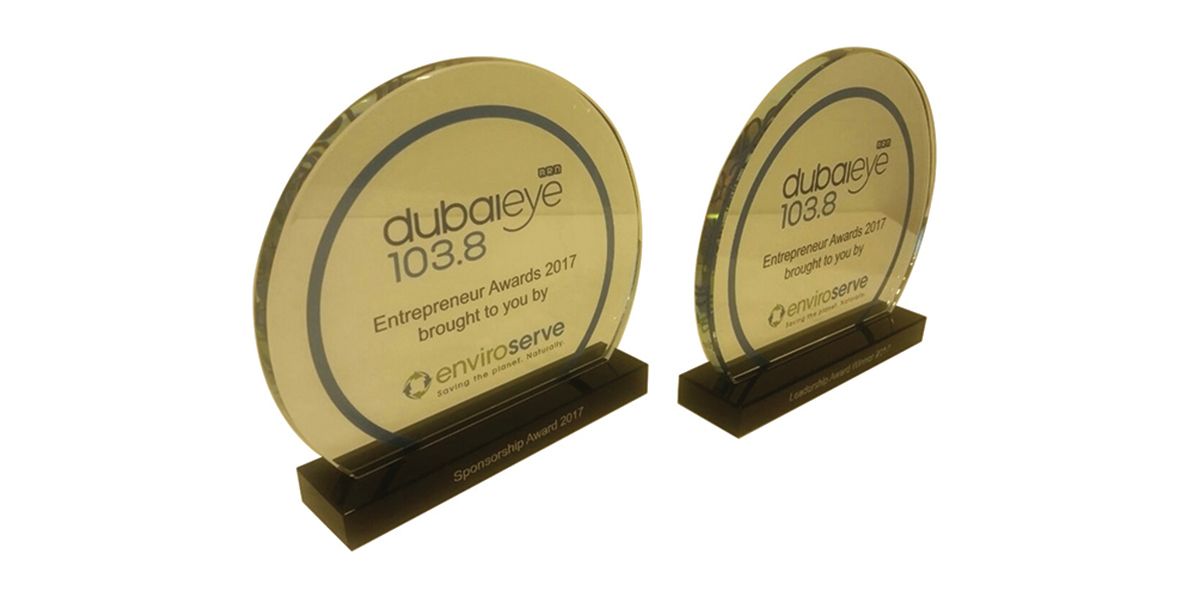 ARN
dubaieye
103.8
Entrepreneur Awards 2017
brought to you by
enviroserve
Saving the planet. Naturally.
Sponsorship Award 2017
ARN
dubaieye
103.8
Entrepreneur Awards 2017
brought to you by
enviroserve
Saving the planet. Naturally.
Leadership Award Winner 2017